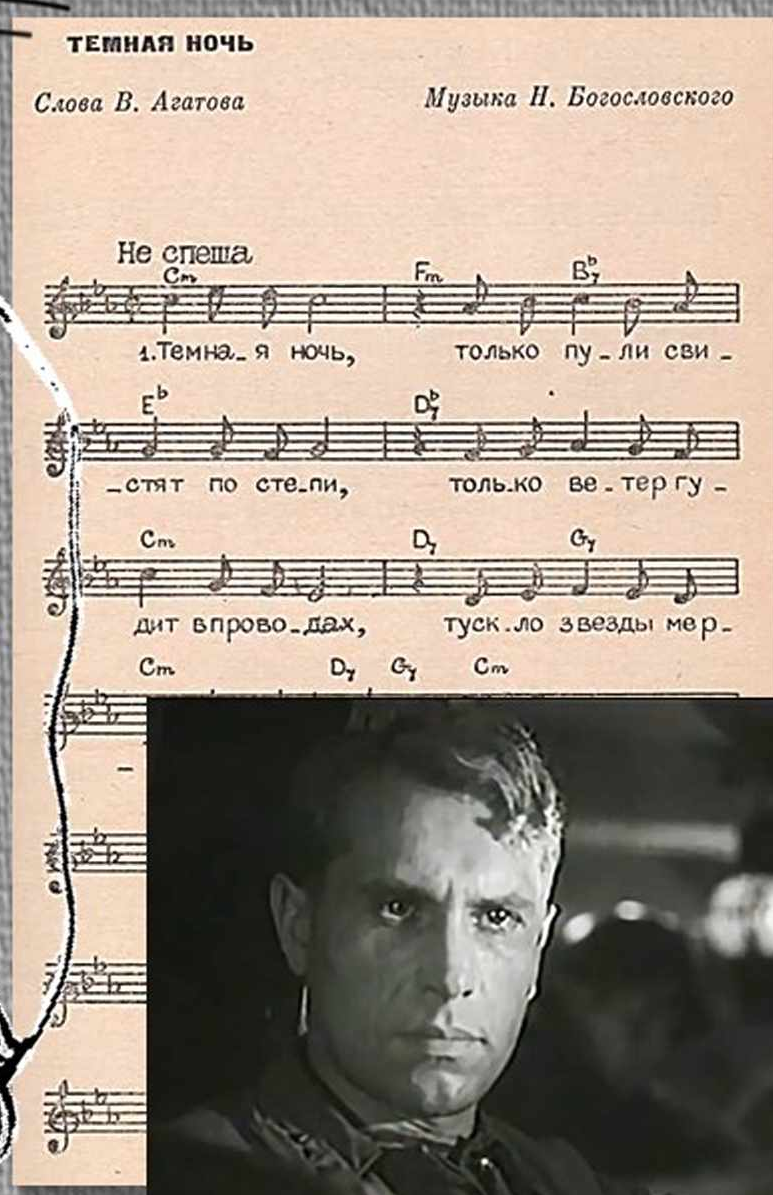 ТЕМНАЯ НОЧЬ
Слова В. Агатова Музыка Н. Богословского
Не спеша
Cm Fm B♭7
1.Темна_я ночь, только пу_ли сви_
E♭ D♭7
_стят по сте_пи, толь_ко ве_тер гу_
Cm D7 G7
дит в прово_дах, туск_ло звезды мер_
Cm D7 G7 Cm